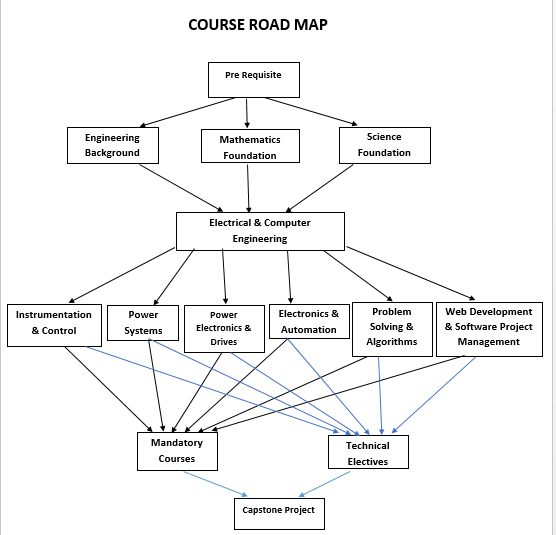 COURSE ROAD MAP
Pre Requisite
Engineering
Background
Mathematics
Foundation
Science
Foundation
Electrical & Computer
Engineering
Instrumentation
& Control
Power
Systems
Power
Electronics &
Drives
Electronics &
Automation
Problem
Solving &
Algorithms
Web Development
& Software Project
Management
Mandatory
Courses
Technical
Electives
Capstone Project